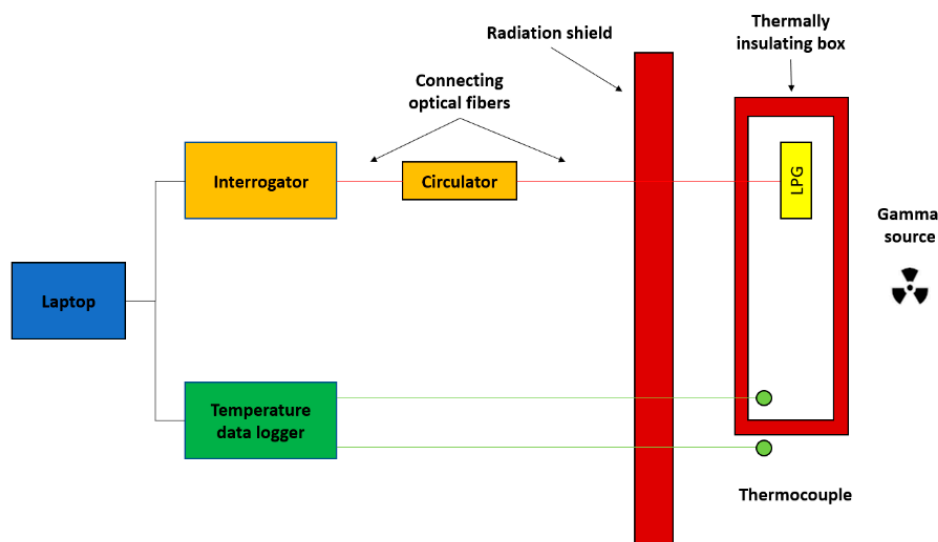 Radiation shield
Thermally
insulating box
Connecting
optical fibers
Interrogator
Circulator
LPG
Gamma
source
Laptop
Temperature
data logger
Thermocouple